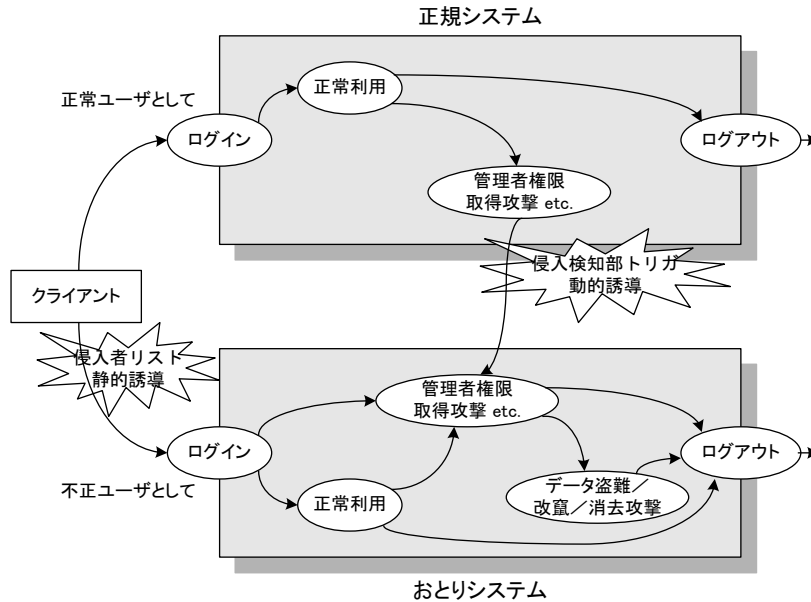 正規システム
正常ユーザとして
ログイン
正常利用
ログアウト
管理者権限
取得攻撃 etc.
侵入検知部トリガ
動的誘導
クライアント
侵入者リスト
静的誘導
管理者権限
取得攻撃 etc.
ログイン
ログアウト
不正ユーザとして
正常利用
データ盗難／
改竄／消去攻撃
おとりシステム